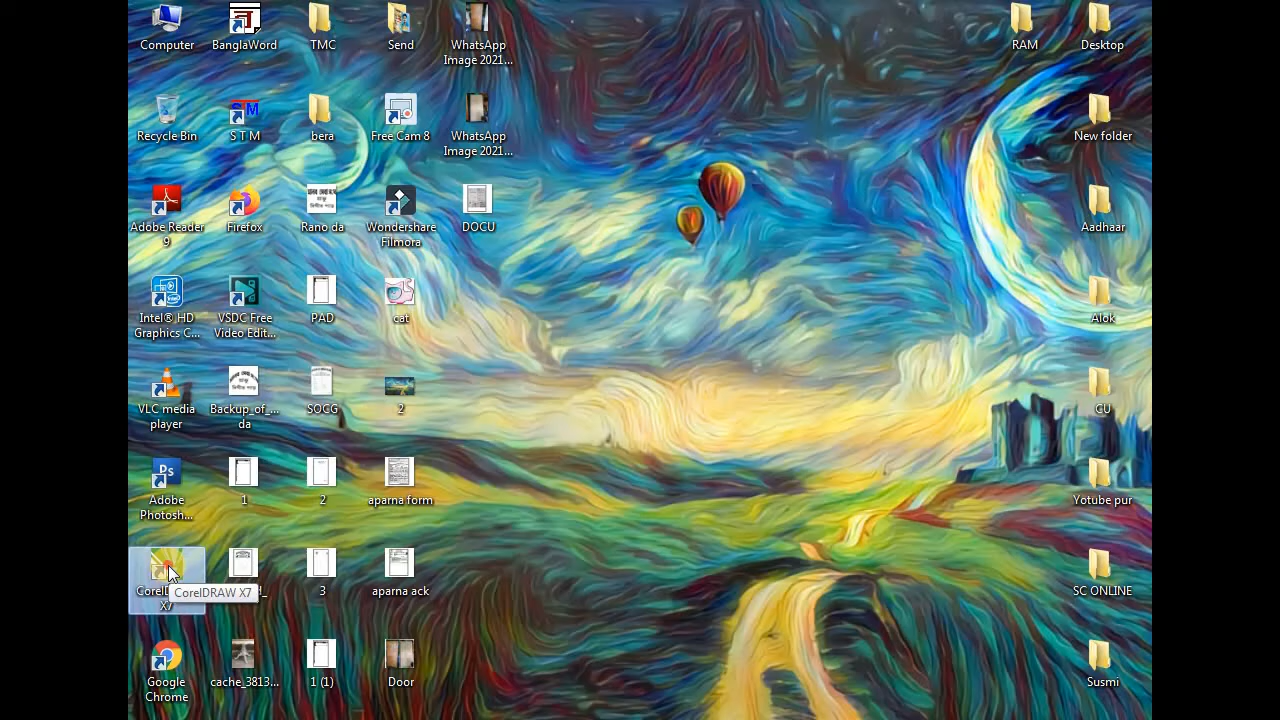 Computer
BanglaWord
TMC
Send
WhatsApp
Image 2021...
RAM
Desktop
Recycle Bin
S T M
bera
Free Cam 8
WhatsApp
Image 2021...
New folder
Adobe Reader
9
Firefox
Rano da
Wondershare
Filmora
DOCU
Aadhaar
Intel® HD
Graphics C...
VSDC Free
Video Edit...
PAD
cat
Alok
VLC media
player
Backup_of_...
da
SOCG
2
CU
Ps
Adobe
Photosh...
1
2
aparna form
Yotube pur
X7
CorelDRAW X7
3
aparna ack
SC ONLINE
Google
Chrome
cache_3813...
1 (1)
Door
Susmi